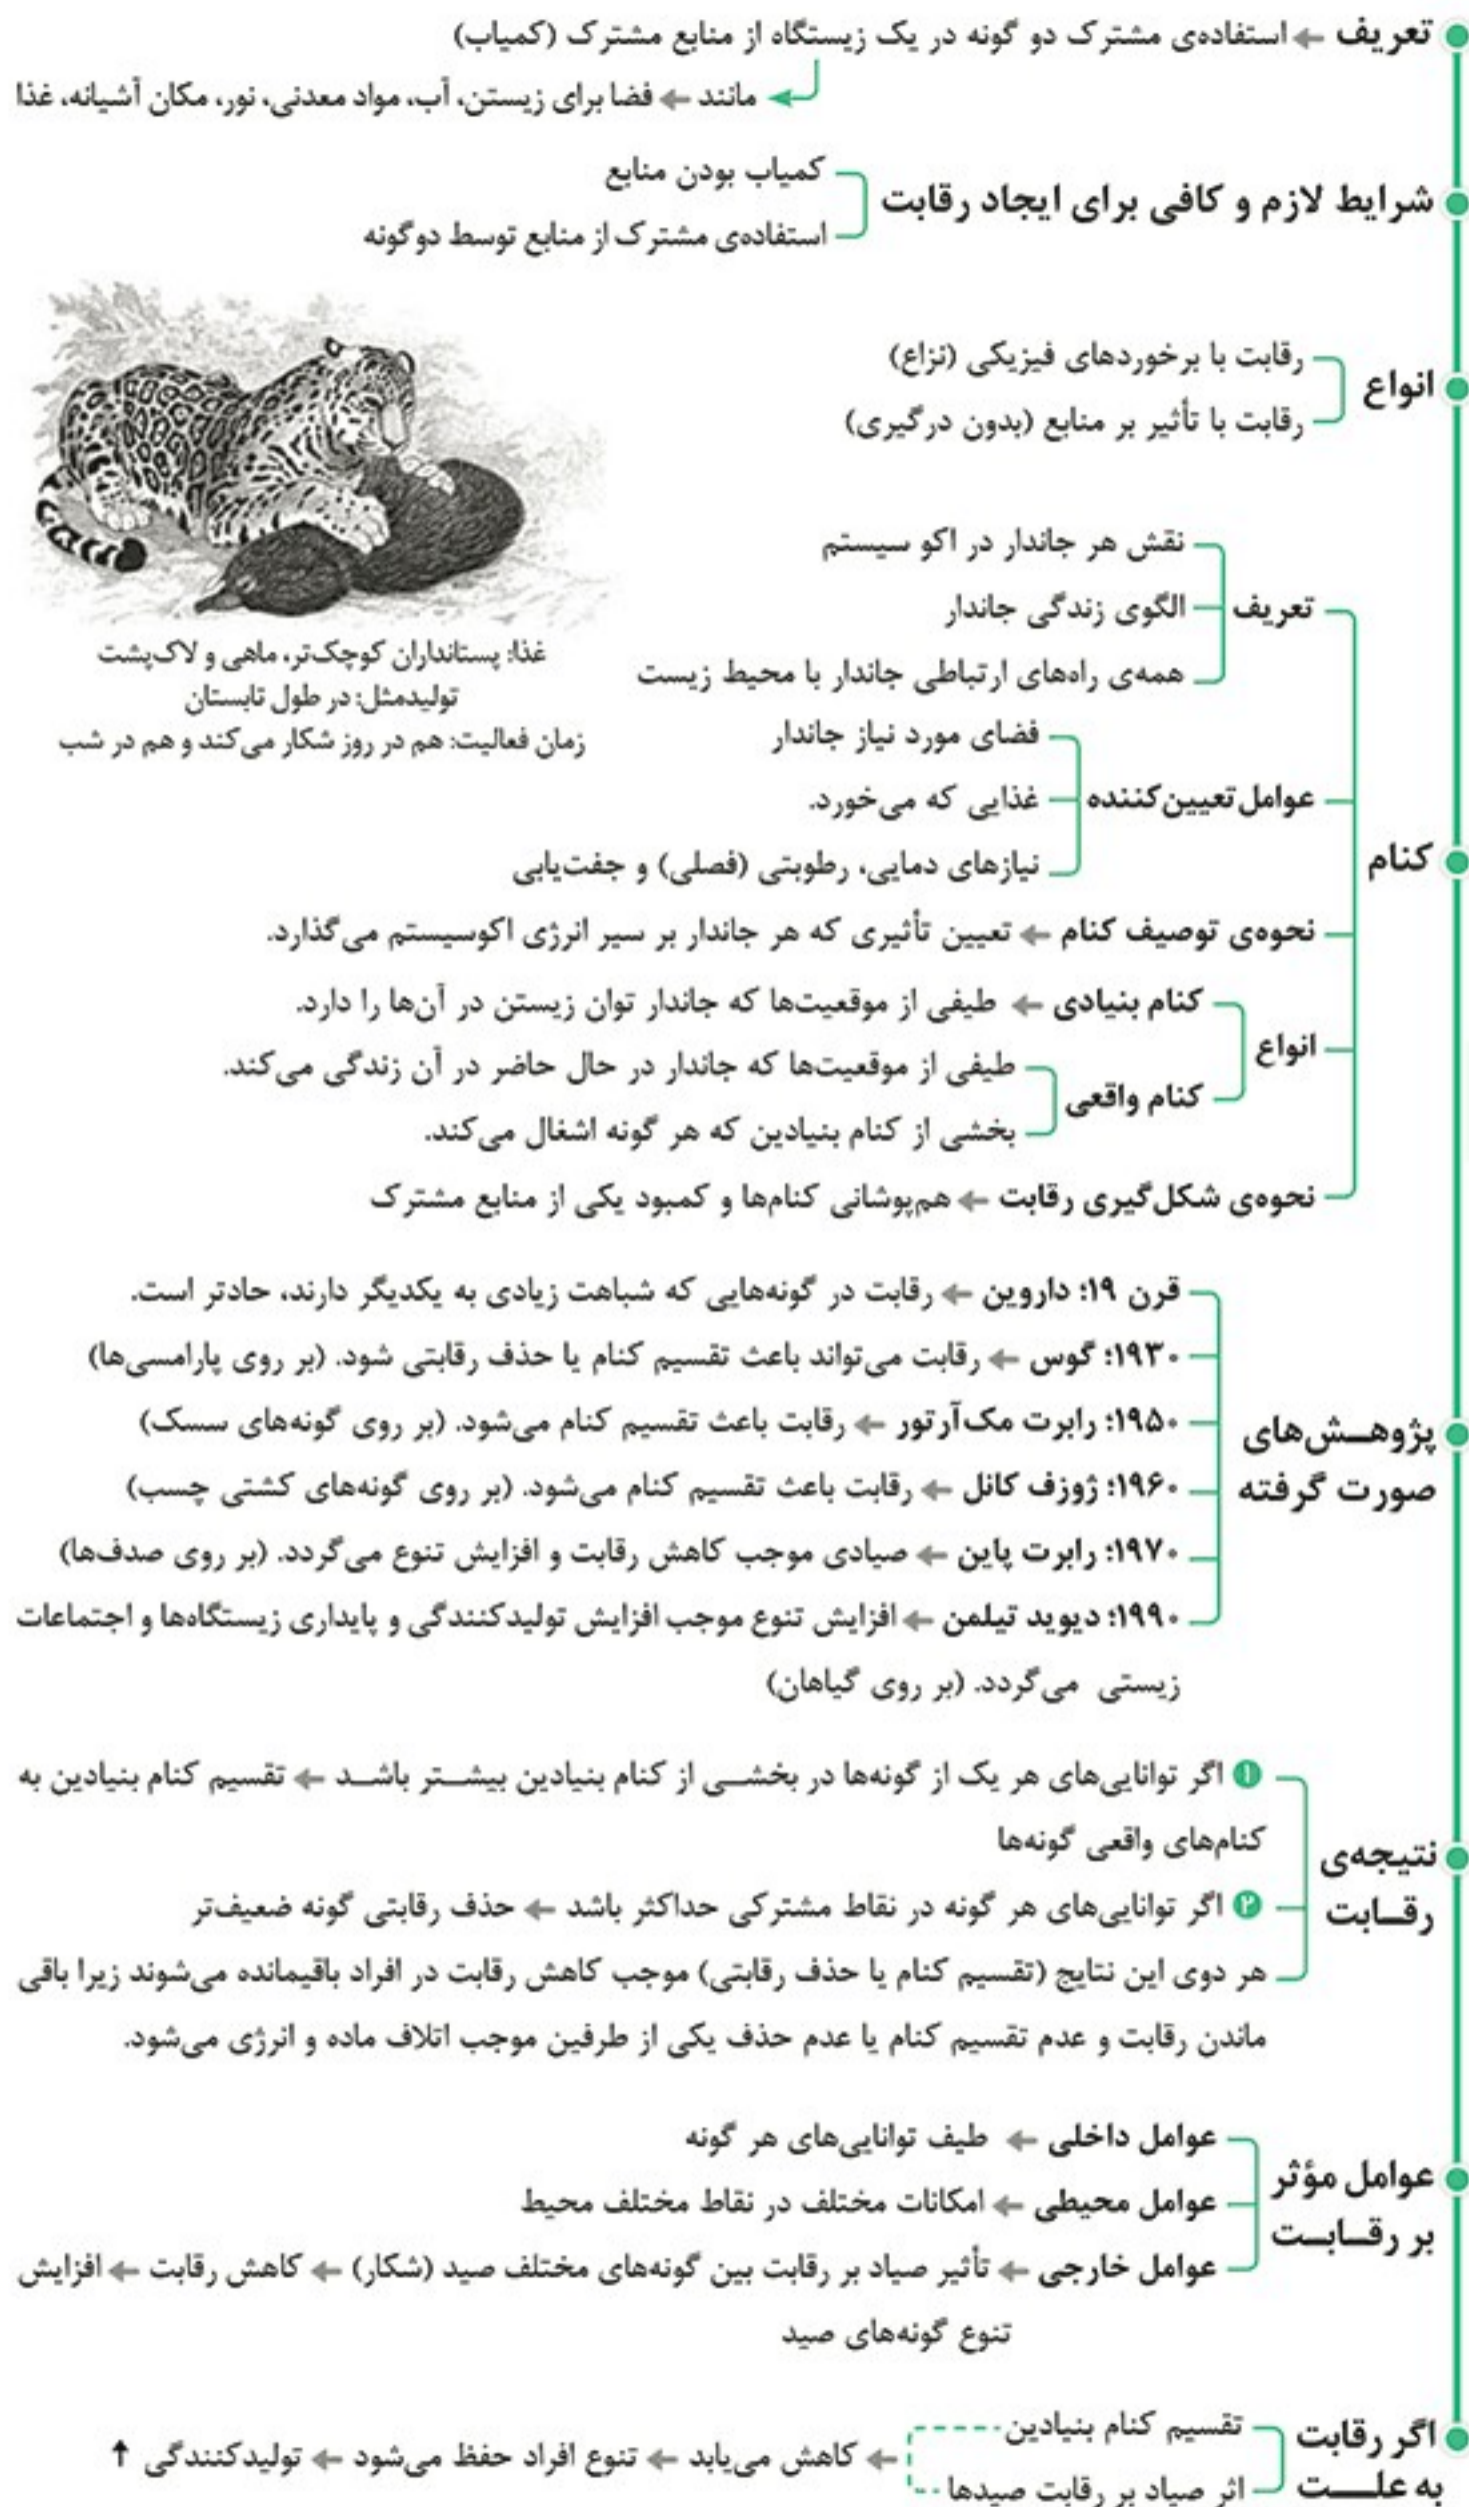 تعریف ← استفاده‌ی مشترک دو گونه در یک زیستگاه از منابع مشترک (کمیاب)
مانند ← فضا برای زیستن، آب، مواد معدنی، نور، مکان آشیانه، غذا
شرایط لازم و کافی برای ایجاد رقابت
کمیاب بودن منابع
استفاده‌ی مشترک از منابع توسط دو گونه
انواع
رقابت با برخوردهای فیزیکی (نزاع)
رقابت با تأثیر بر منابع (بدون درگیری)
غذا: پستانداران کوچک‌تر، ماهی و لاک‌پشت
تولیدمثل: در طول تابستان
زمان فعالیت: هم در روز شکار می‌کند و هم در شب
کنام
تعریف
نقش هر جاندار در اکو سیستم
الگوی زندگی جاندار
همه‌ی راه‌های ارتباطی جاندار با محیط زیست
عوامل تعیین‌کننده
فضای مورد نیاز جاندار
غذایی که می‌خورد.
نیازهای دمایی، رطوبتی (فصلی) و جفت‌یابی
نحوه‌ی توصیف کنام ← تعیین تأثیری که هر جاندار بر سیر انرژی اکوسیستم می‌گذارد.
انواع
کنام بنیادی ← طیفی از موقعیت‌ها که جاندار توان زیستن در آن‌ها را دارد.
کنام واقعی
طیفی از موقعیت‌ها که جاندار در حال حاضر در آن زندگی می‌کند.
بخشی از کنام بنیادین که هر گونه اشغال می‌کند.
نحوه‌ی شکل‌گیری رقابت ← هم‌پوشانی کنام‌ها و کمبود یکی از منابع مشترک
پژوهش‌های
صورت گرفته
قرن ۱۹؛ داروین ← رقابت در گونه‌هایی که شباهت زیادی به یکدیگر دارند، حادتر است.
۱۹۳۰؛ گوس ← رقابت می‌تواند باعث تقسیم کنام یا حذف رقابتی شود. (بر روی پارامسی‌ها)
۱۹۵۰؛ رابرت مک‌آرتور ← رقابت باعث تقسیم کنام می‌شود. (بر روی گونه‌های سسک)
۱۹۶۰؛ ژوزف کانل ← رقابت باعث تقسیم کنام می‌شود. (بر روی گونه‌های کشتی چسب)
۱۹۷۰؛ رابرت پاین ← صیادی موجب کاهش رقابت و افزایش تنوع می‌گردد. (بر روی صدف‌ها)
۱۹۹۰؛ دیوید تیلمن ← افزایش تنوع موجب افزایش تولیدکنندگی و پایداری زیستگاه‌ها و اجتماعات
زیستی می‌گردد. (بر روی گیاهان)
نتیجه‌ی
رقابت
۱ اگر توانایی‌های هر یک از گونه‌ها در بخشی از کنام بنیادین بیشتر باشد ← تقسیم کنام بنیادین به
کنام‌های واقعی گونه‌ها
۲ اگر توانایی‌های هر گونه در نقاط مشترکی حداکثر باشد ← حذف رقابتی گونه ضعیف‌تر
هر دوی این نتایج (تقسیم کنام یا حذف رقابتی) موجب کاهش رقابت در افراد باقیمانده می‌شوند زیرا باقی
ماندن رقابت و عدم تقسیم کنام یا عدم حذف یکی از طرفین موجب اتلاف ماده و انرژی می‌شود.
عوامل مؤثر
بر رقابت
عوامل داخلی ← طیف توانایی‌های هر گونه
عوامل محیطی ← امکانات مختلف در نقاط مختلف محیط
عوامل خارجی ← تأثیر صیاد بر رقابت بین گونه‌های مختلف صید (شکار) ← کاهش رقابت ← افزایش
تنوع گونه‌های صید
اگر رقابت
به علت
تقسیم کنام بنیادین
اثر صیاد بر رقابت صیدها
← کاهش می‌یابد ← تنوع افراد حفظ می‌شود ← تولیدکنندگی ↑